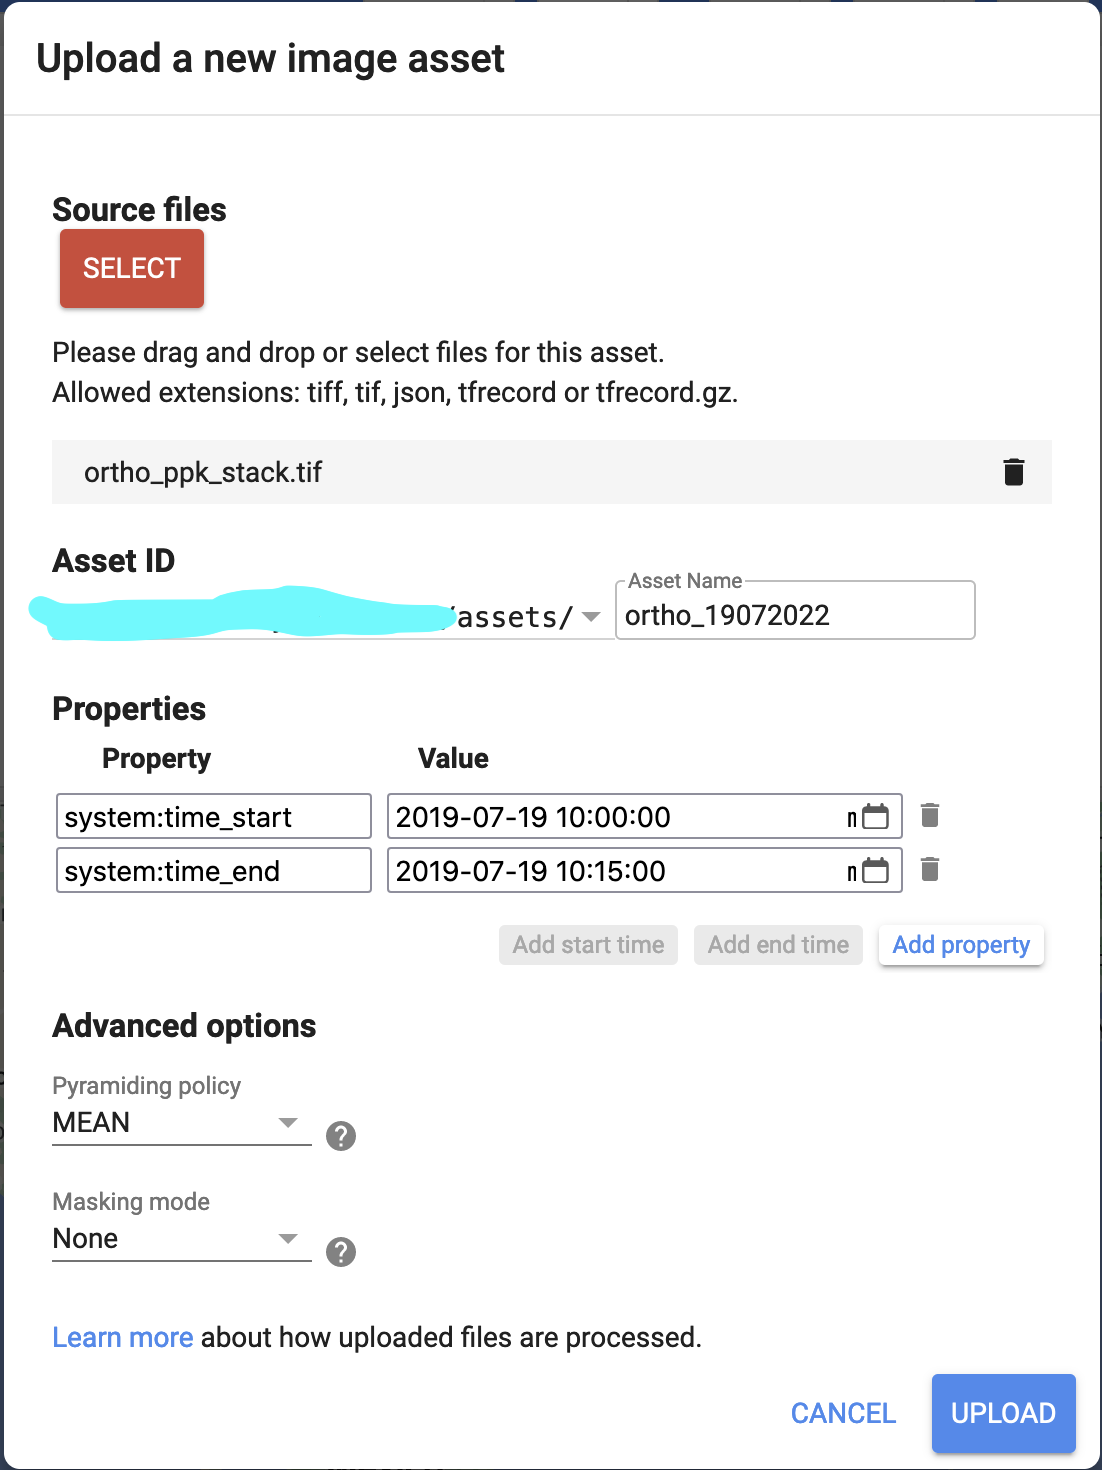 Upload a new image asset
Source files
SELECT
Please drag and drop or select files for this asset.
Allowed extensions: tiff, tif, json, tfrecord or tfrecord.gz.
ortho_ppk_stack.tif
Asset ID
Asset Name
/assets/ ortho_19072022
Properties
Property Value
system:time_start 2019-07-19 10:00:00 n
system:time_end 2019-07-19 10:15:00 n
Add start time Add end time Add property
Advanced options
Pyramiding policy
MEAN ?
Masking mode
None ?
Learn more about how uploaded files are processed.
CANCEL UPLOAD